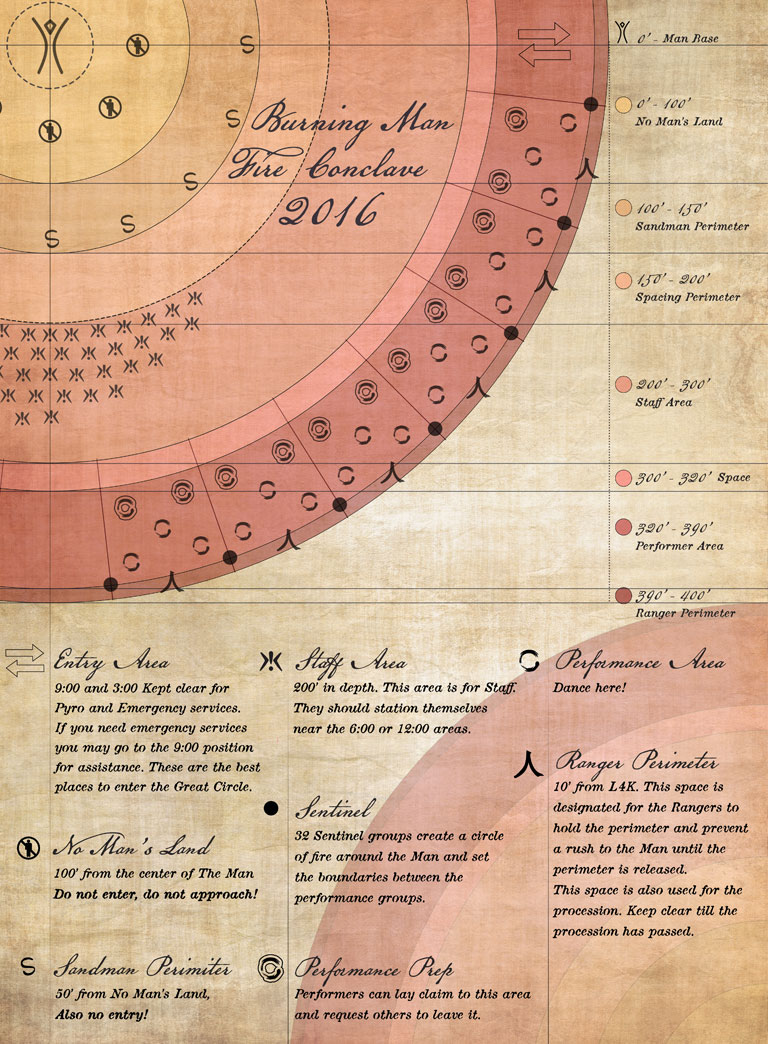 Burning Man
Fire Conclave
2016
0' - Man Base
0' - 100'
No Man's Land
100' - 150'
Sandman Perimeter
150' - 200'
Spacing Perimeter
200' - 300'
Staff Area
300' - 320' Space
320' - 390'
Performer Area
390' - 400'
Ranger Perimeter
Entry Area
9:00 and 3:00 Kept clear for
Pyro and Emergency services.
If you need emergency services
you may go to the 9:00 position
for assistance. These are the best
places to enter the Great Circle.
No Man's Land
100' from the center of The Man
Do not enter, do not approach!
S Sandman Perimiter
50' from No Man's Land,
Also no entry!
Staff Area
200' in depth. This area is for Staff.
They should station themselves
near the 6:00 or 12:00 areas.
Sentinel
32 Sentinel groups create a circle
of fire around the Man and set
the boundaries between the
performance groups.
Performance Prep
Performers can lay claim to this area
and request others to leave it.
Performance Area
Dance here!
Ranger Perimeter
10' from L4K. This space is
designated for the Rangers to
hold the perimeter and prevent
a rush to the Man until the
perimeter is released.
This space is also used for the
procession. Keep clear till the
procession has passed.